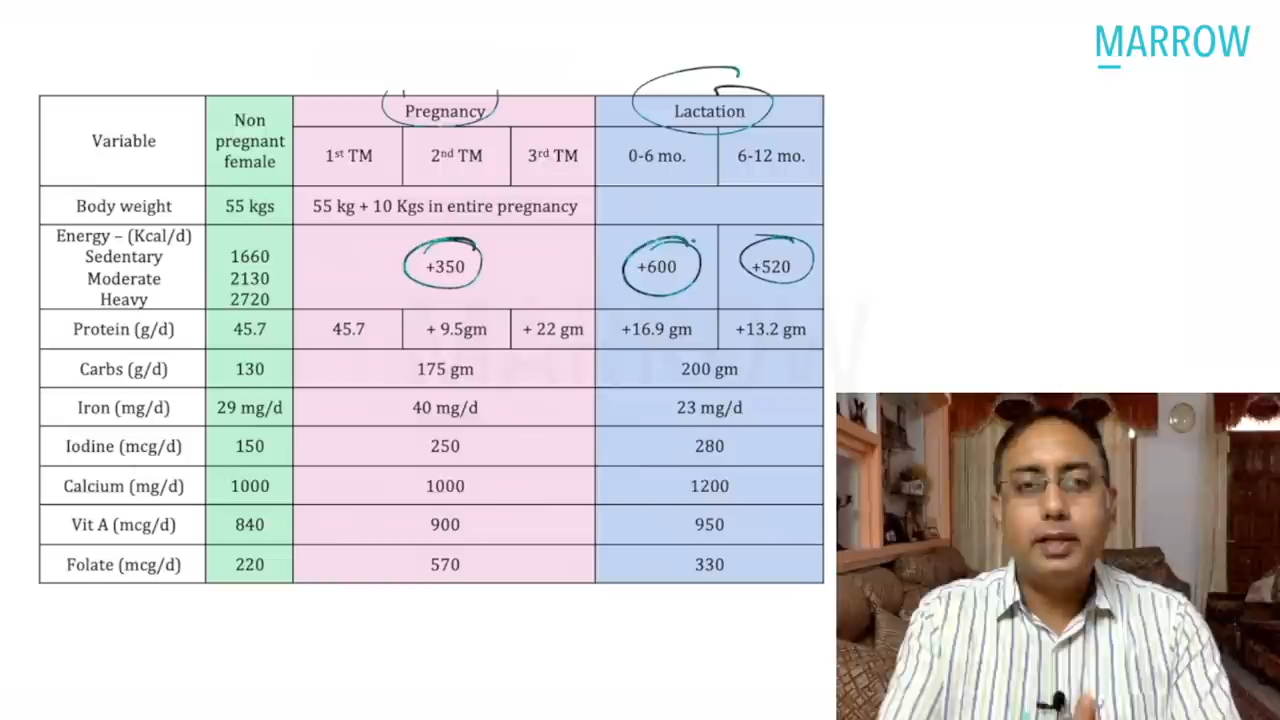 MARROW
Variable
Non
pregnant
female
Pregnancy
Lactation
1st TM
2nd TM
3rd TM
0-6 mo.
6-12 mo.
Body weight
55 kgs
55 kg + 10 Kgs in entire pregnancy
Energy – (Kcal/d)
Sedentary
Moderate
Heavy
1660
2130
2720
+350
+600
+520
Protein (g/d)
45.7
45.7
+ 9.5gm
+ 22 gm
+16.9 gm
+13.2 gm
Carbs (g/d)
130
175 gm
200 gm
Iron (mg/d)
29 mg/d
40 mg/d
23 mg/d
Iodine (mcg/d)
150
250
280
Calcium (mg/d)
1000
1000
1200
Vit A (mcg/d)
840
900
950
Folate (mcg/d)
220
570
330
MARROW